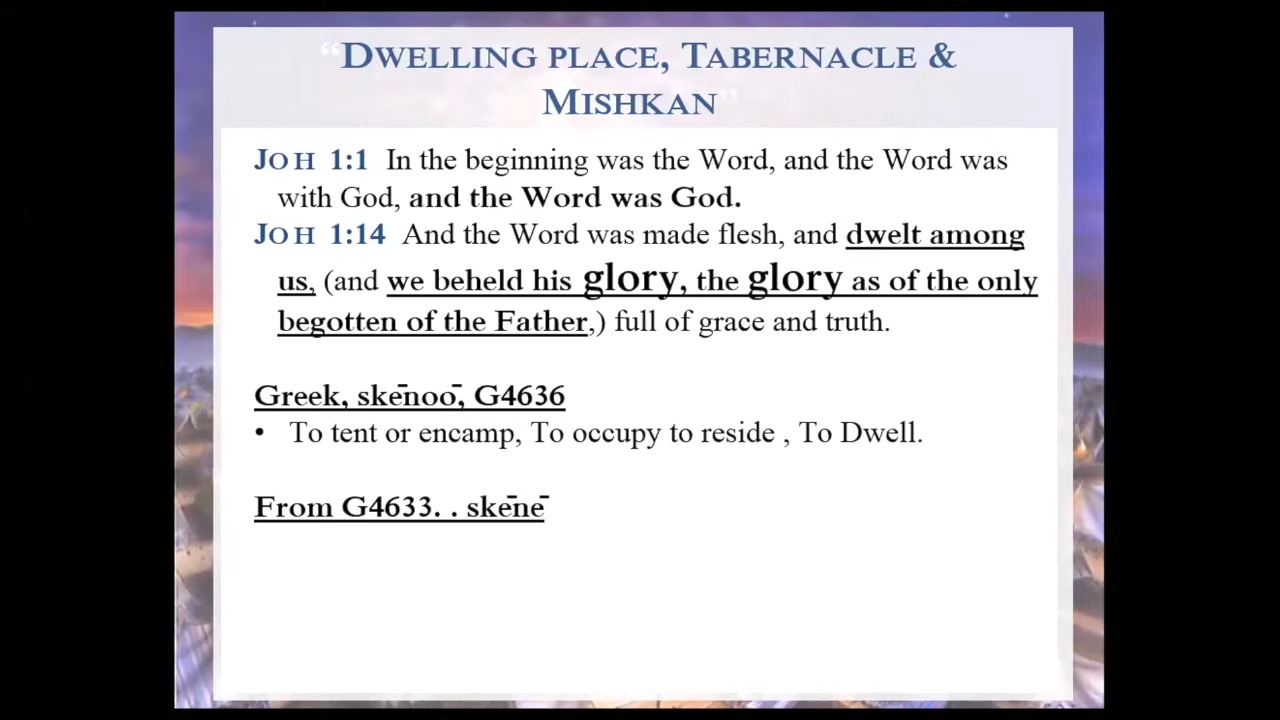 “DWELLING PLACE, TABERNACLE &
MISHKAN”
JOH 1:1 In the beginning was the Word, and the Word was
with God, and the Word was God.
JOH 1:14 And the Word was made flesh, and dwelt among
us, (and we beheld his glory, the glory as of the only
begotten of the Father,) full of grace and truth.
Greek, skēnoō, G4636
• To tent or encamp, To occupy to reside , To Dwell.
From G4633. . skēnē